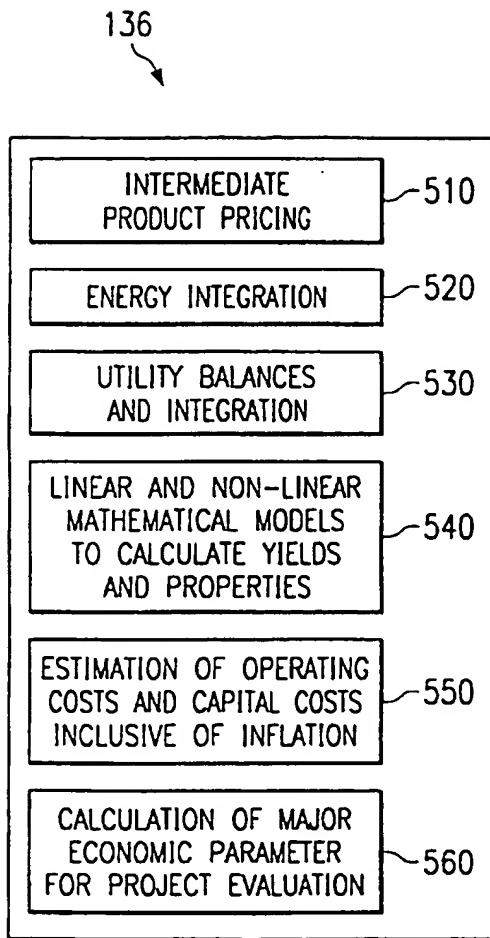 136
INTERMEDIATE
PRODUCT PRICING
510
ENERGY INTEGRATION
520
UTILITY BALANCES
AND INTEGRATION
530
LINEAR AND NON-LINEAR
MATHEMATICAL MODELS
TO CALCULATE YIELDS
AND PROPERTIES
540
ESTIMATION OF OPERATING
COSTS AND CAPITAL COSTS
INCLUSIVE OF INFLATION
550
CALCULATION OF MAJOR
ECONOMIC PARAMETER
FOR PROJECT EVALUATION
560